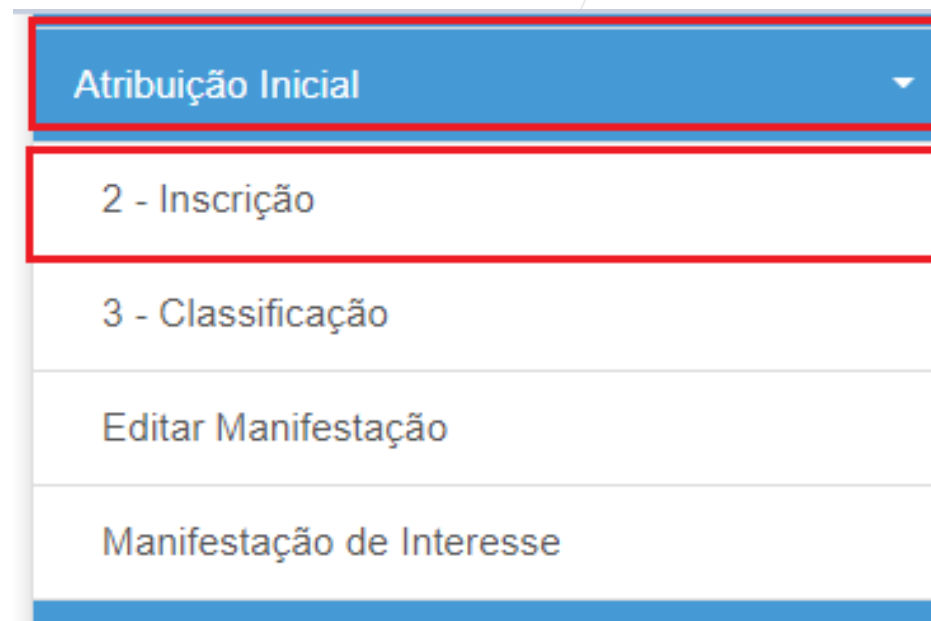 Atribuição Inicial
2 - Inscrição
3 - Classificação
Editar Manifestação
Manifestação de Interesse